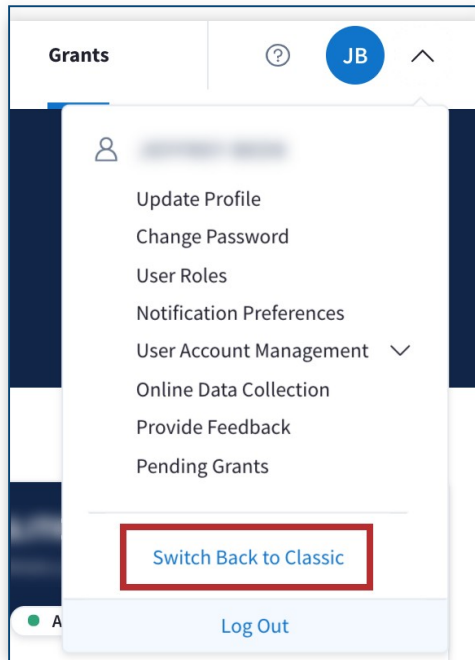 Grants
JB
Update Profile
Change Password
User Roles
Notification Preferences
User Account Management
Online Data Collection
Provide Feedback
Pending Grants
Switch Back to Classic
A
Log Out